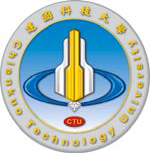 建國科技大學
Chienkuo Technology University
CTU